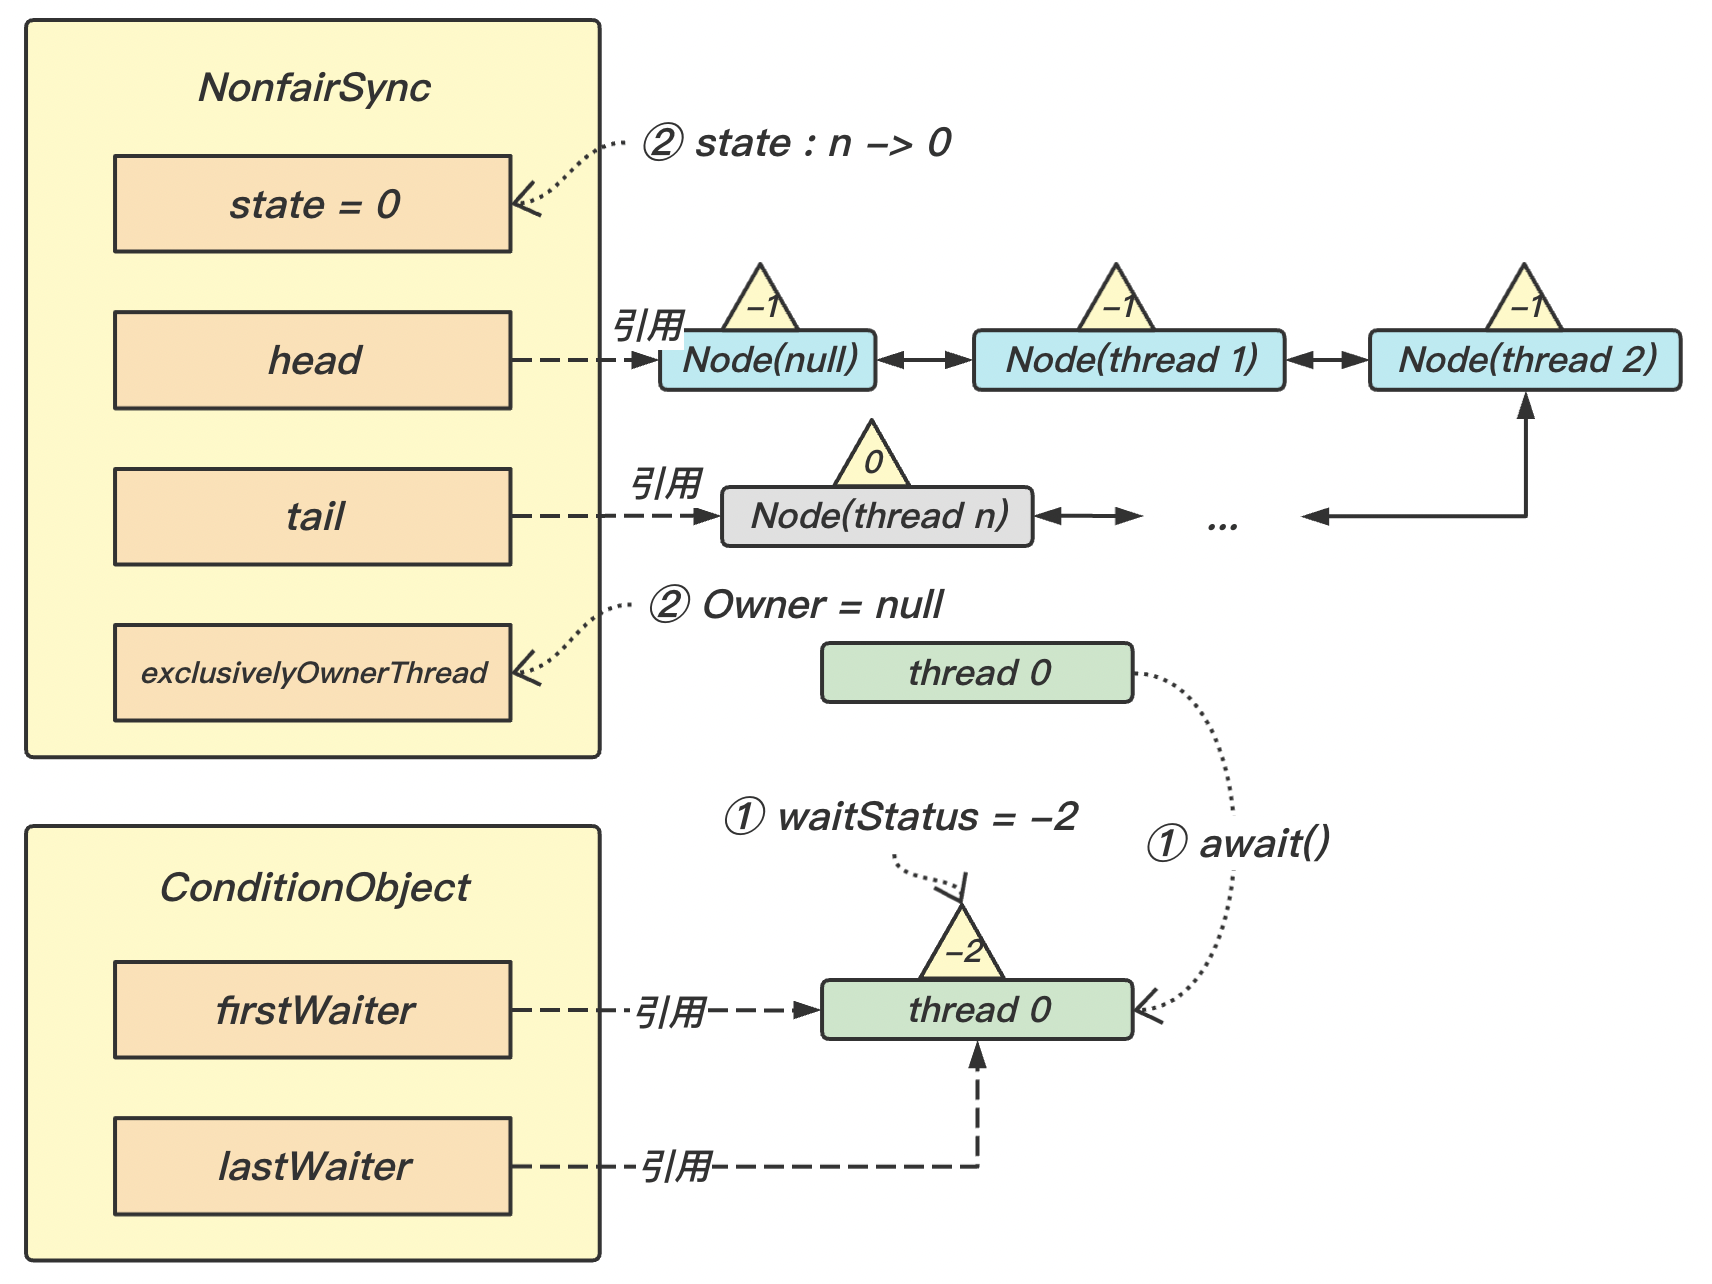 NonfairSync
② state : n –> 0
state = 0
–1
–1
–1
引用
head
Node(null)
Node(thread 1)
Node(thread 2)
0
引用
tail
Node(thread n)
...
② Owner = null
exclusivelyOwnerThread
thread 0
① waitStatus = –2
① await()
ConditionObject
–2
firstWaiter
引用
thread 0
lastWaiter
引用